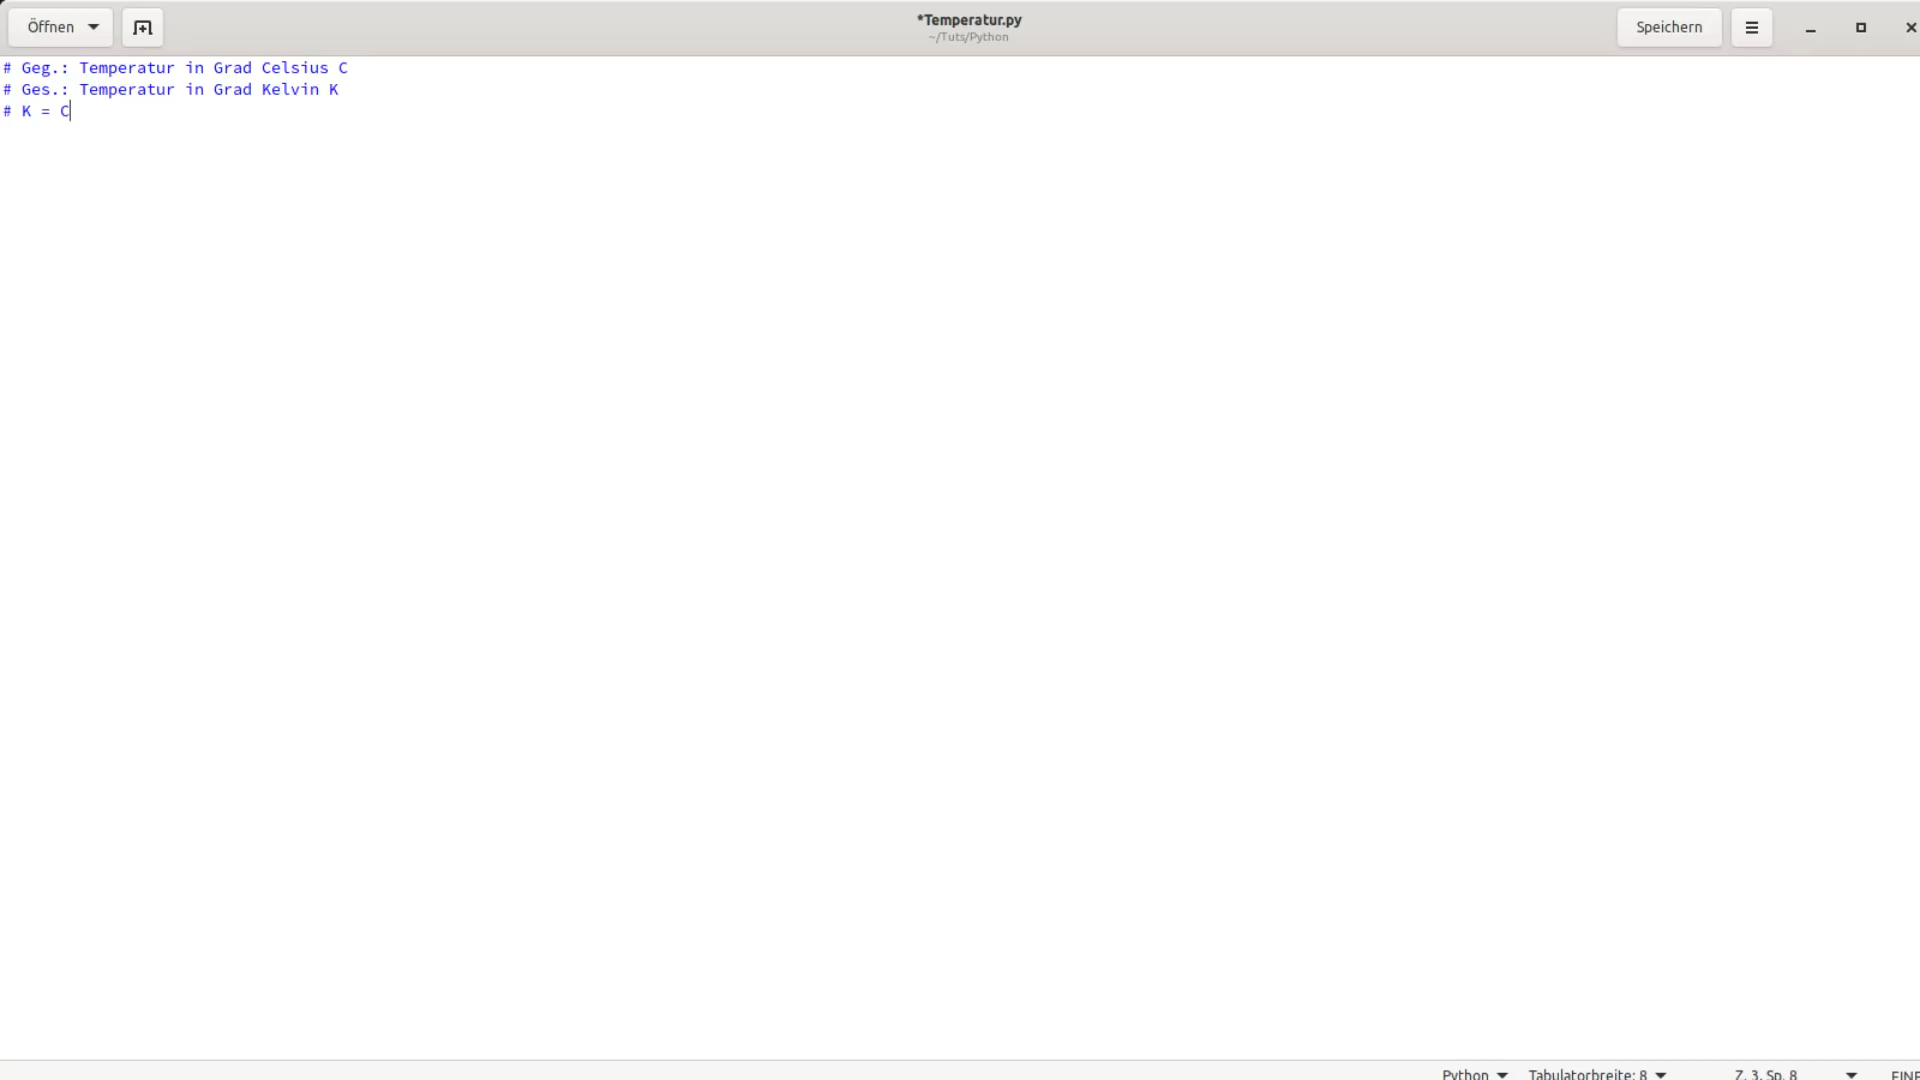 Öffnen
*Temperatur.py
~/Tuts/Python
Speichern
# Geg.: Temperatur in Grad Celsius C
# Ges.: Temperatur in Grad Kelvin K
# K = C
Python Tabulatorbreite: 8 Z. 3, Sp. 8